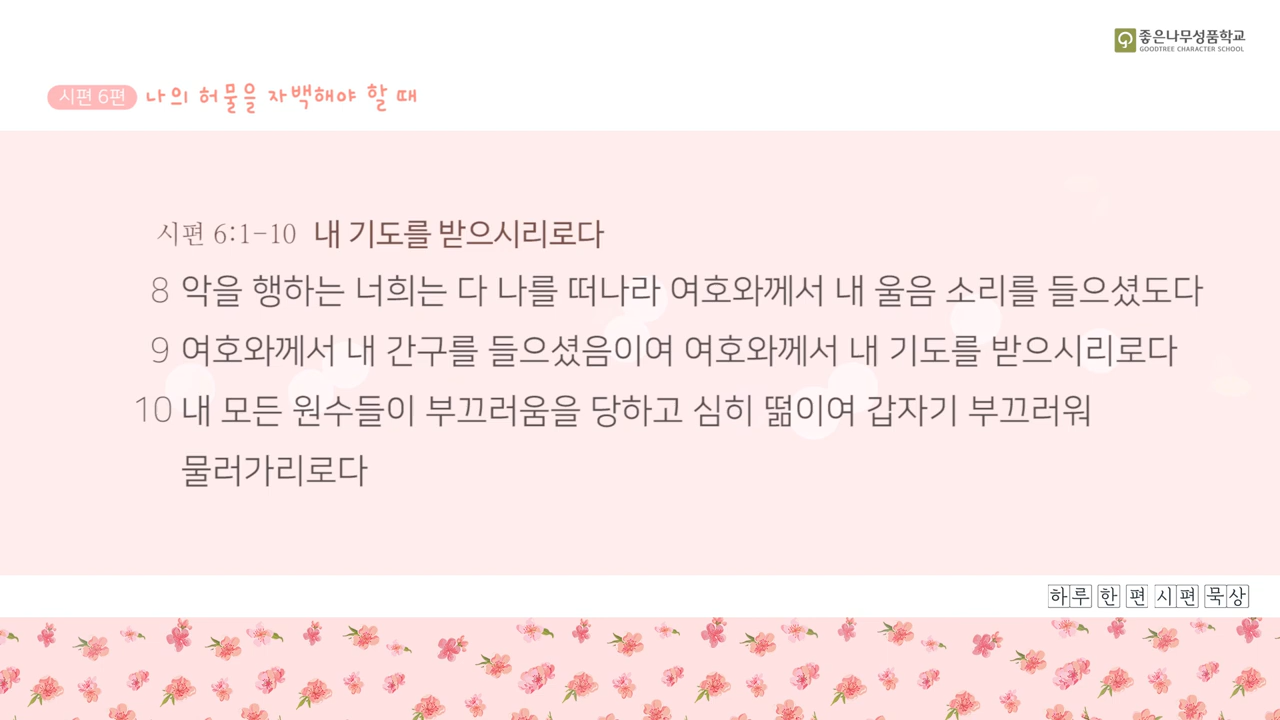 좋은나무성품학교
GOODTREE CHARACTER SCHOOL
시편 6편 나의 허물을 자백해야 할 때
시편 6:1-10 내 기도를 받으시리로다
8 악을 행하는 너희는 다 나를 떠나라 여호와께서 내 울음 소리를 들으셨도다
9 여호와께서 내 간구를 들으셨음이여 여호와께서 내 기도를 받으시리로다
10 내 모든 원수들이 부끄러움을 당하고 심히 떪이여 갑자기 부끄러워
물러가리로다
하루 한 편 시편 묵상